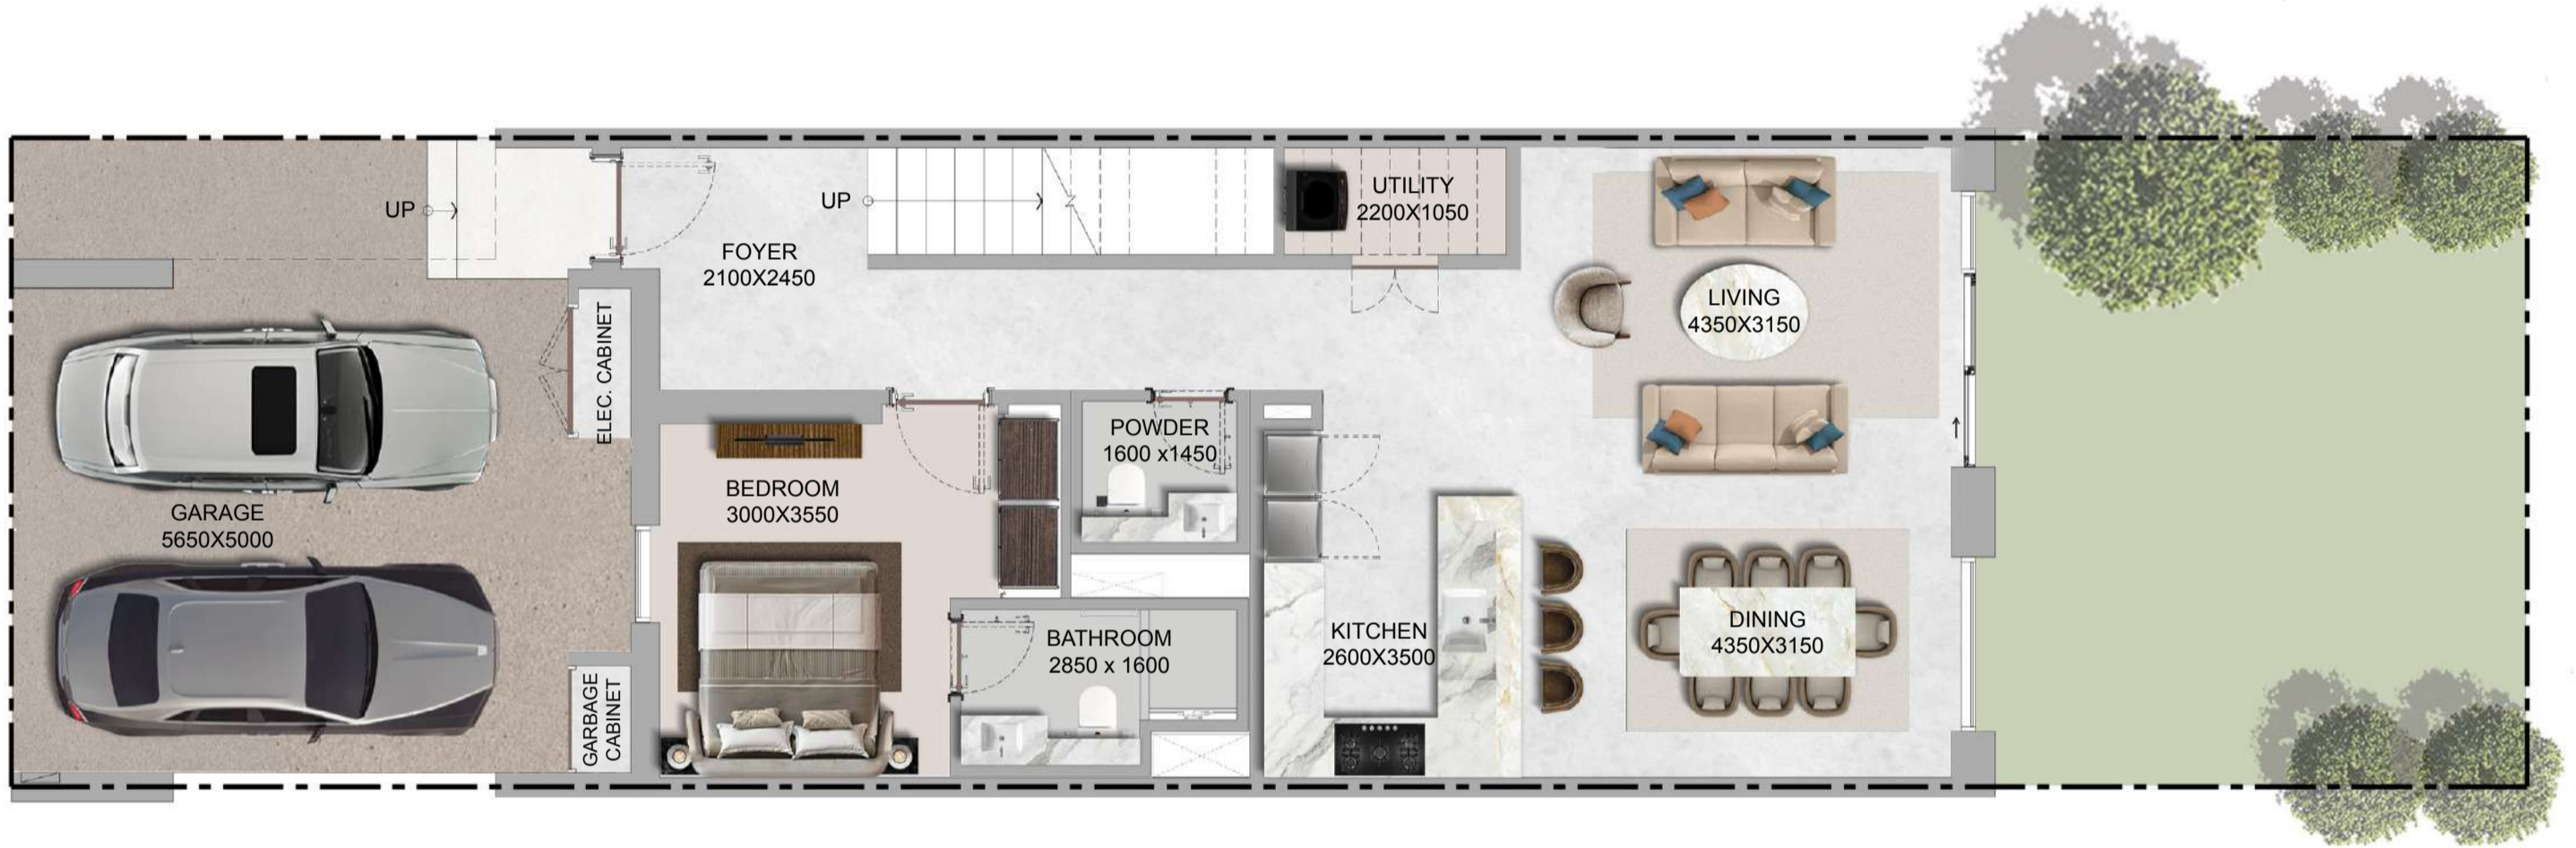 UP
FOYER
2100X2450
UP
UTILITY
2200X1050
LIVING
4350X3150
ELEC. CABINET
GARAGE
5650X5000
BEDROOM
3000X3550
POWDER
1600 x1450
BATHROOM
2850 x 1600
KITCHEN
2600X3500
DINING
4350X3150
GARBAGE
CABINET